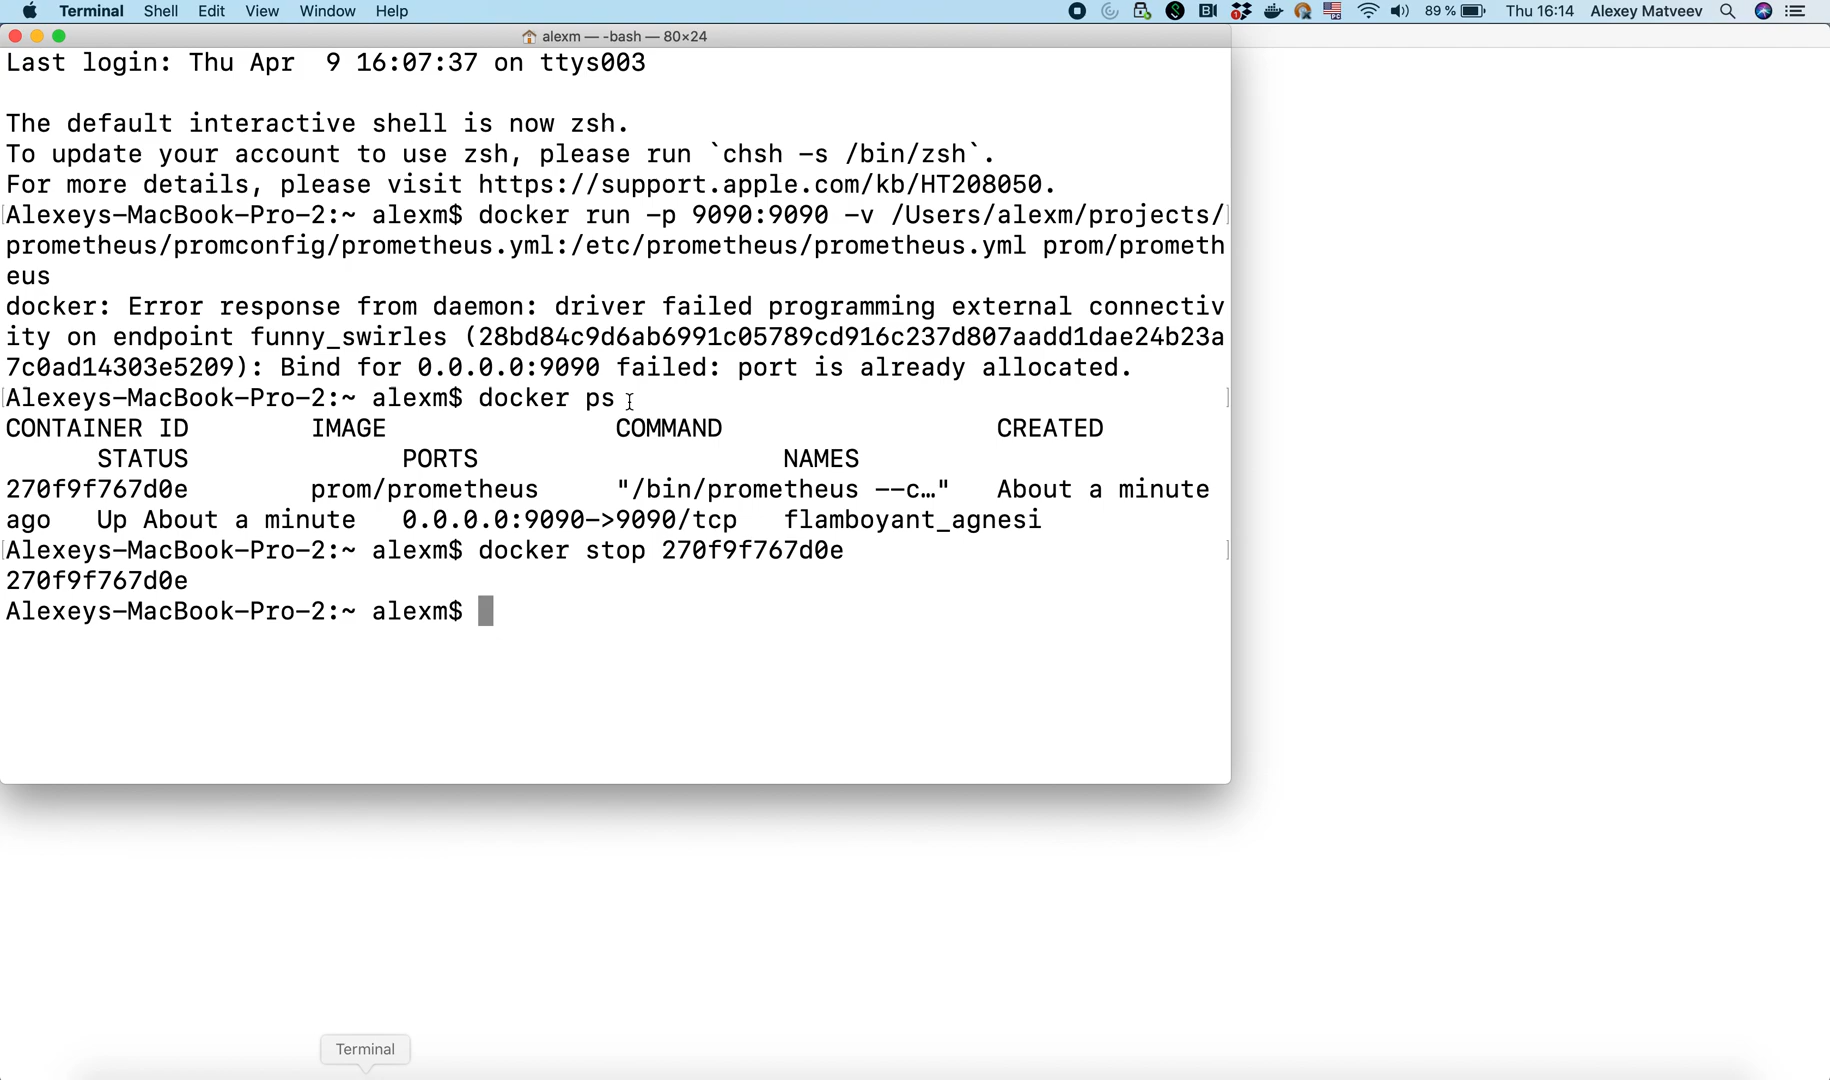 Terminal Shell Edit View Window Help 89 % Thu 16:14 Alexey Matveev
alexm — -bash — 80×24
Last login: Thu Apr  9 16:07:37 on ttys003
The default interactive shell is now zsh.
To update your account to use zsh, please run `chsh -s /bin/zsh`.
For more details, please visit https://support.apple.com/kb/HT208050.
Alexeys-MacBook-Pro-2:~ alexm$ docker run -p 9090:9090 -v /Users/alexm/projects/
prometheus/promconfig/prometheus.yml:/etc/prometheus/prometheus.yml prom/prometh
eus
docker: Error response from daemon: driver failed programming external connectiv
ity on endpoint funny_swirles (28bd84c9d6ab6991c05789cd916c237d807aadd1dae24b23a
7c0ad14303e5209): Bind for 0.0.0.0:9090 failed: port is already allocated.
Alexeys-MacBook-Pro-2:~ alexm$ docker ps
CONTAINER ID        IMAGE               COMMAND                  CREATED
      STATUS              PORTS                    NAMES
270f9f767d0e        prom/prometheus     "/bin/prometheus --c…"   About a minute
ago   Up About a minute   0.0.0.0:9090->9090/tcp   flamboyant_agnesi
Alexeys-MacBook-Pro-2:~ alexm$ docker stop 270f9f767d0e
270f9f767d0e
Alexeys-MacBook-Pro-2:~ alexm$
Terminal